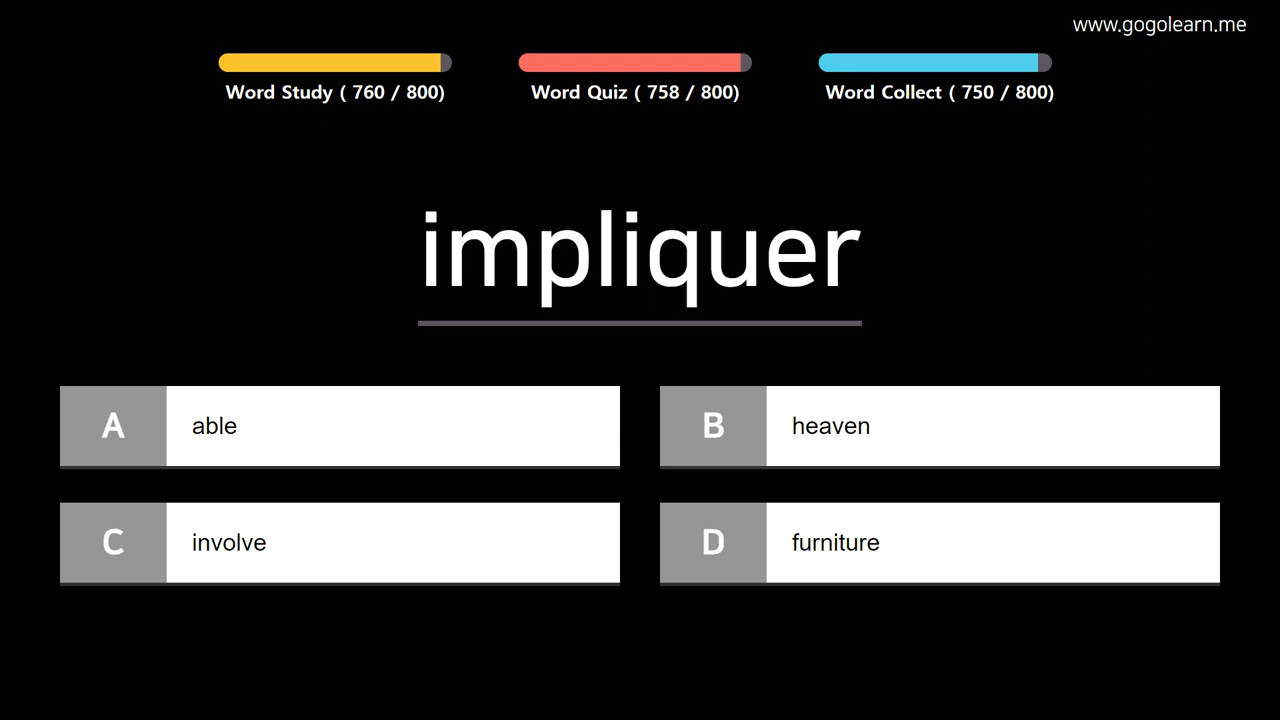 www.gogolearn.me
Word Study ( 760 / 800)
Word Quiz ( 758 / 800)
Word Collect ( 750 / 800)
impliquer
A able
B heaven
C involve
D furniture